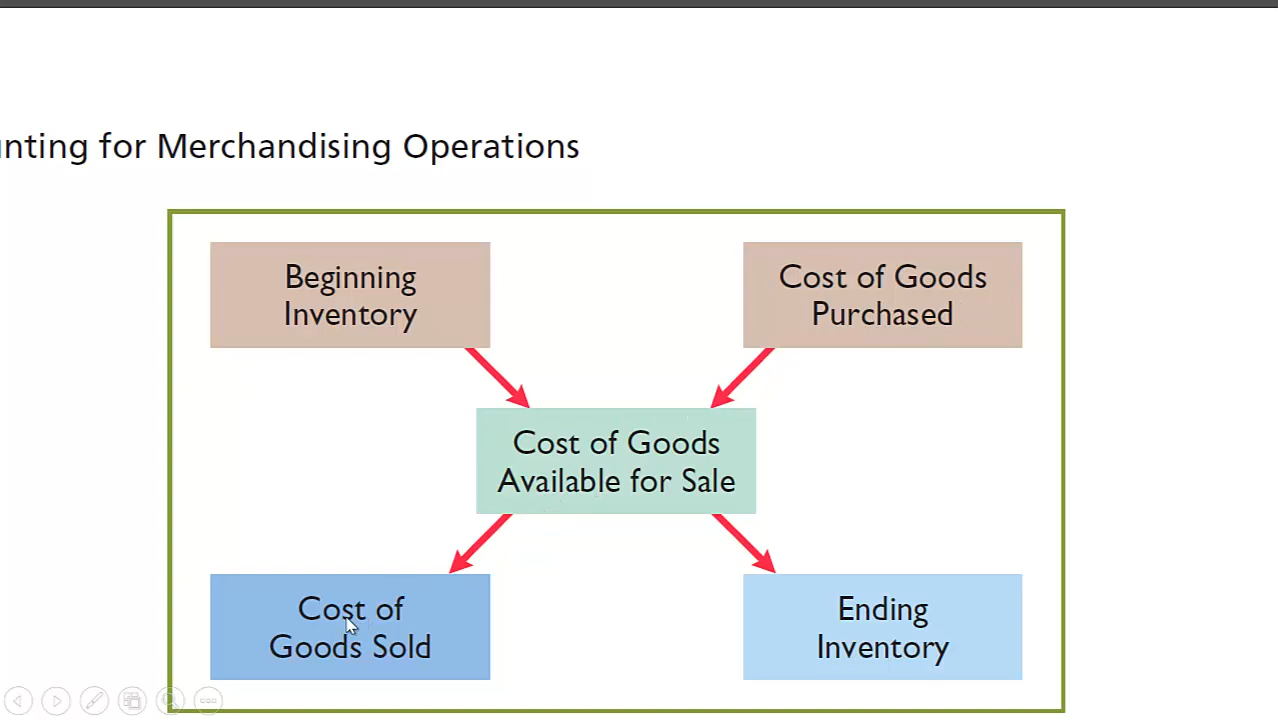 for Merchandising Operations
Beginning
Inventory
Cost of Goods
Purchased
Cost of Goods
Available for Sale
Cost of
Goods Sold
Ending
Inventory